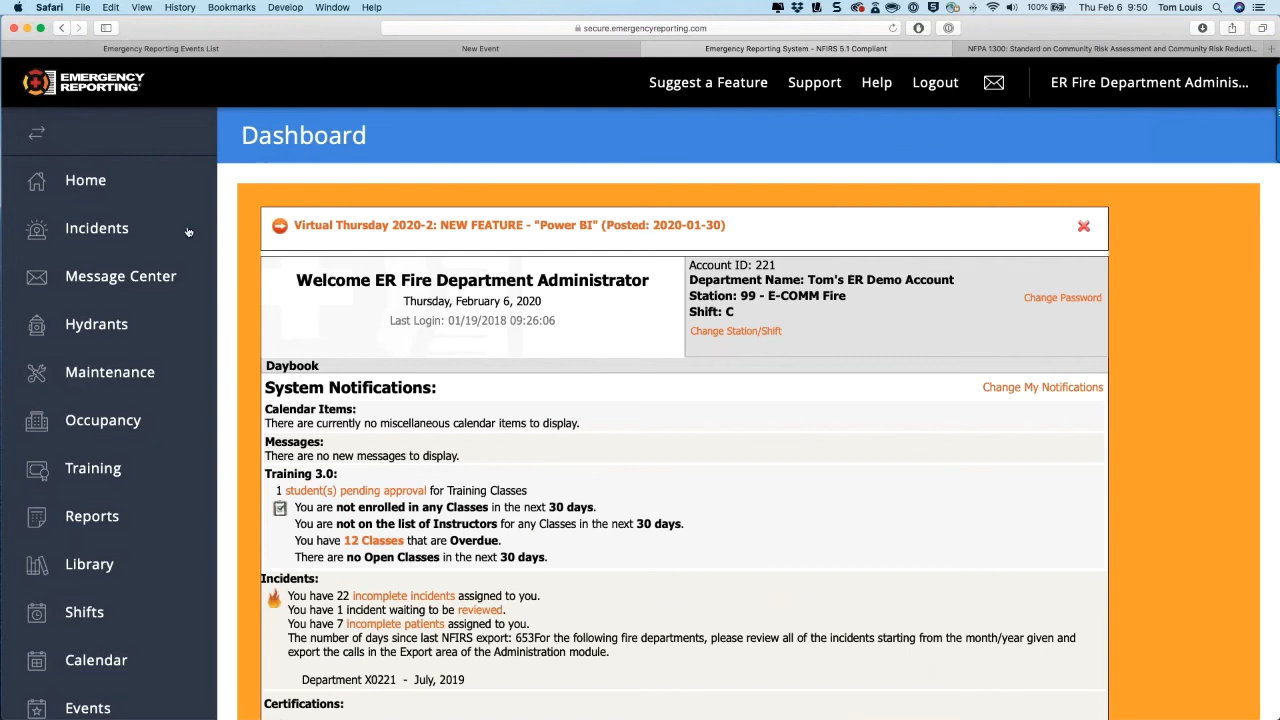 Safari File Edit View History Bookmarks Develop Window Help 100% Thu Feb 6 9:50 Tom Louis
secure.emergencyreporting.com
Emergency Reporting Events List New Event Emergency Reporting System - NFIRS 5.1 Compliant NFPA 1300: Standard on Community Risk Assessment and Community Risk Reducti...
EMERGENCY
REPORTING
Suggest a Feature Support Help Logout ER Fire Department Adminis...
Dashboard
Home
Incidents
Message Center
Hydrants
Maintenance
Occupancy
Training
Reports
Library
Shifts
Calendar
Events
Virtual Thursday 2020-2: NEW FEATURE - "Power BI" (Posted: 2020-01-30)
Welcome ER Fire Department Administrator
Thursday, February 6, 2020
Last Login: 01/19/2018 09:26:06
Account ID: 221
Department Name: Tom's ER Demo Account
Station: 99 - E-COMM Fire
Shift: C
Change Station/Shift
Change Password
Daybook
System Notifications:
Change My Notifications
Calendar Items:
There are currently no miscellaneous calendar items to display.
Messages:
There are no new messages to display.
Training 3.0:
1 student(s) pending approval for Training Classes
You are not enrolled in any Classes in the next 30 days.
You are not on the list of Instructors for any Classes in the next 30 days.
You have 12 Classes that are Overdue.
There are no Open Classes in the next 30 days.
Incidents:
You have 22 incomplete incidents assigned to you.
You have 1 incident waiting to be reviewed.
You have 7 incomplete patients assigned to you.
The number of days since last NFIRS export: 653For the following fire departments, please review all of the incidents starting from the month/year given and
export the calls in the Export area of the Administration module.
Department X0221 - July, 2019
Certifications: